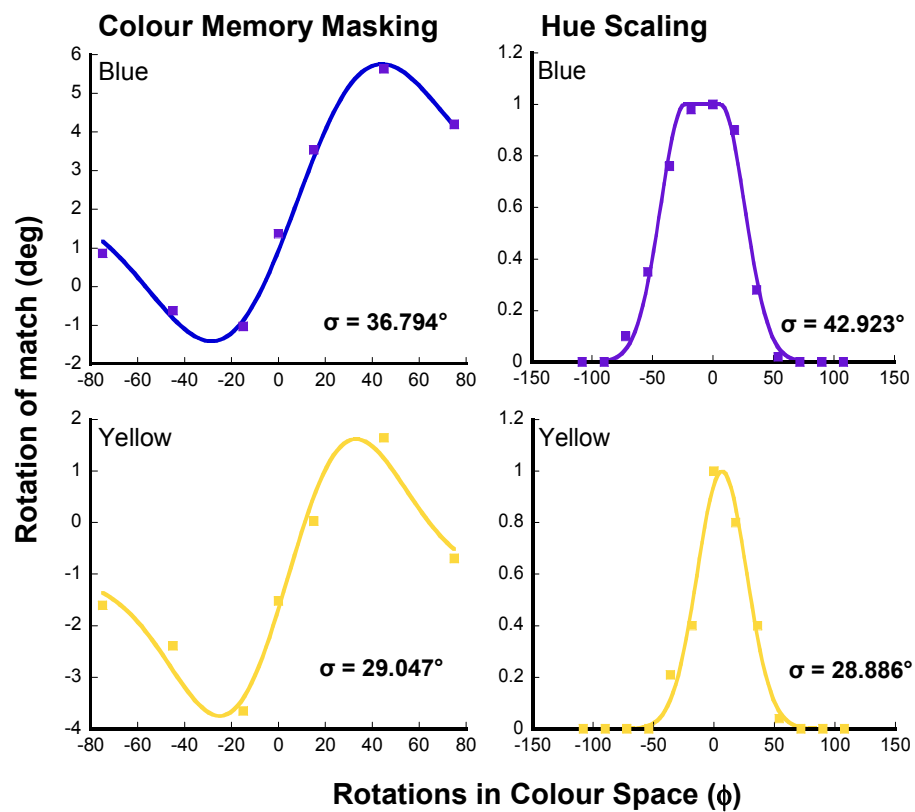 Colour Memory Masking
Hue Scaling
Rotation of match (deg)
Blue
6
5
4
3
2
1
0
-1
-2
-80 -60 -40 -20 0 20 40 60 80
σ = 36.794°
Blue
1.2
1
0.8
0.6
0.4
0.2
0
-150 -100 -50 0 50 100 150
σ = 42.923°
Yellow
2
1
0
-1
-2
-3
-4
-80 -60 -40 -20 0 20 40 60 80
σ = 29.047°
Yellow
1.2
1
0.8
0.6
0.4
0.2
0
-150 -100 -50 0 50 100 150
σ = 28.886°
Rotations in Colour Space (ϕ)